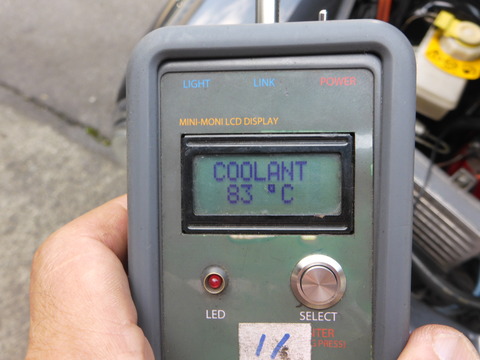 LIGHT LINK POWER
MINI-MONI LCD DISPLAY
COOLANT
83 °C
LED SELECT